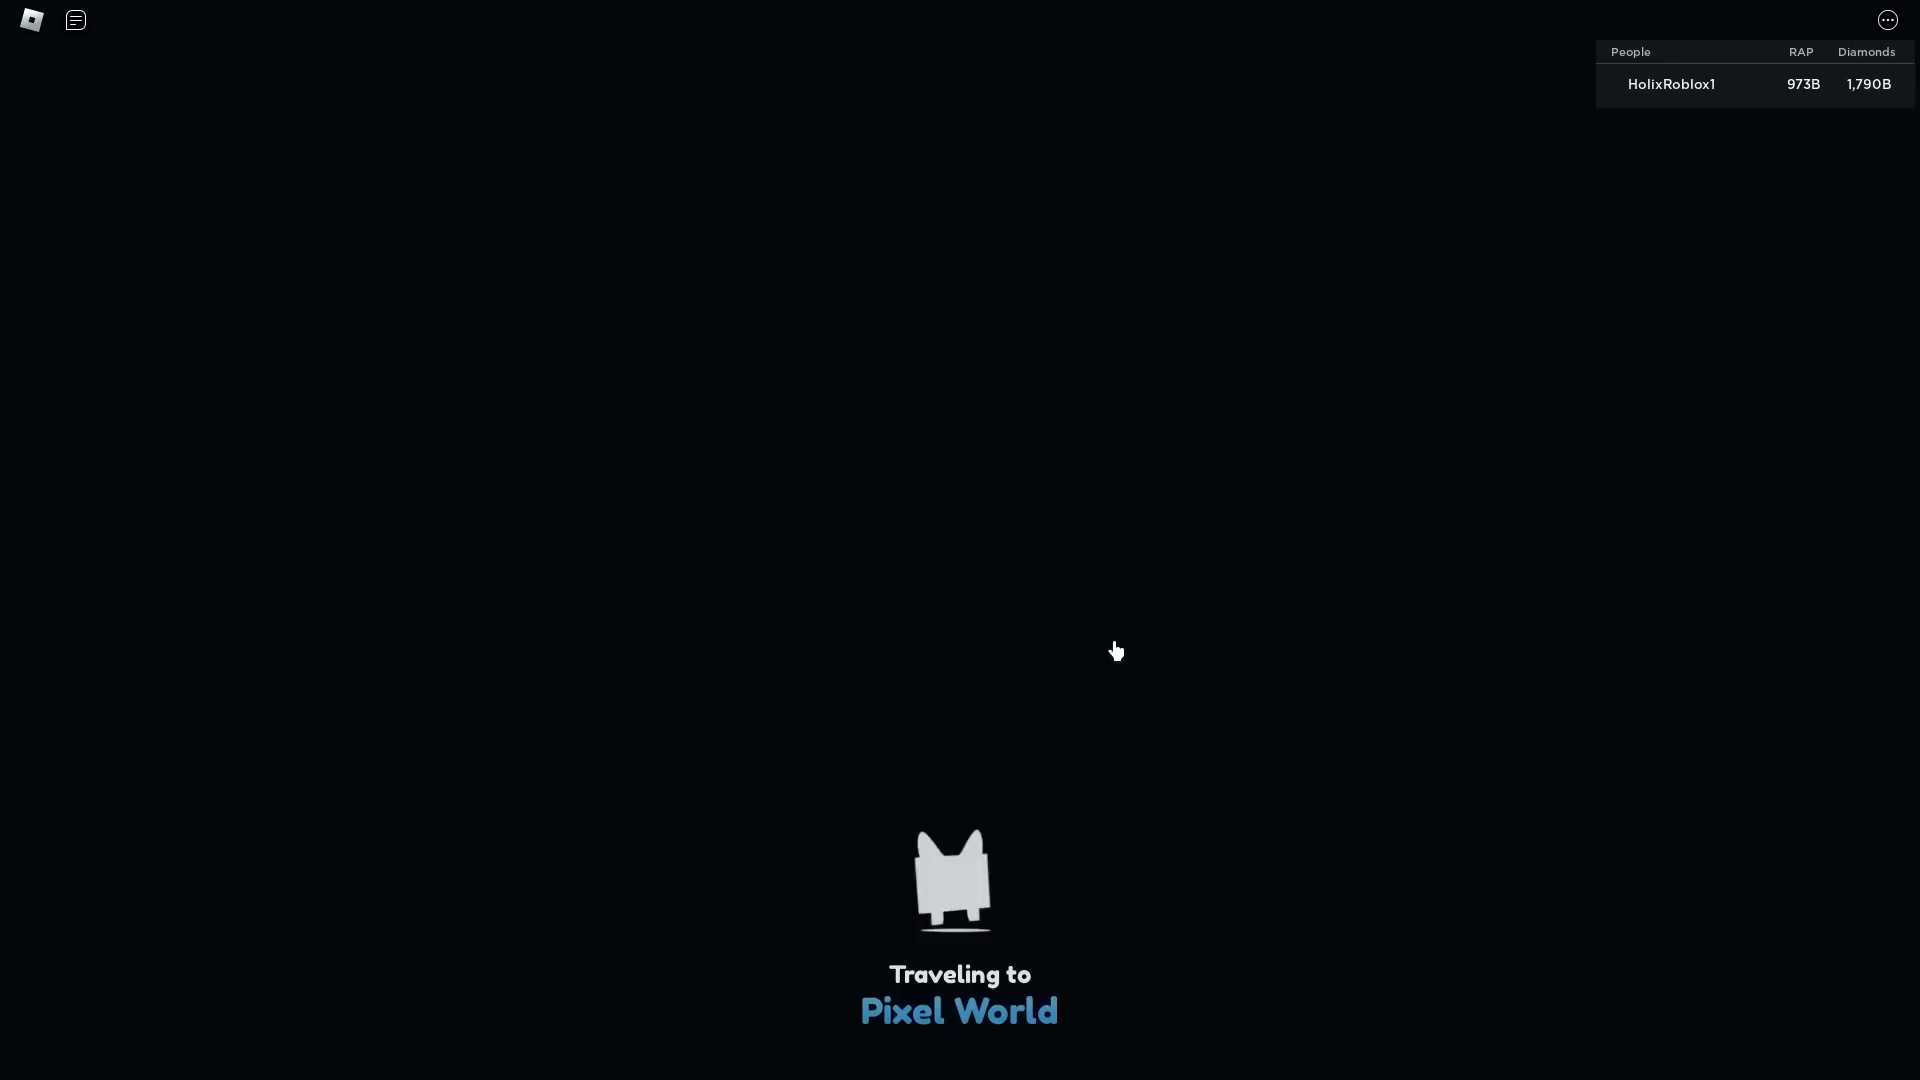 People RAP Diamonds
HolixRoblox1 973B 1,790B
Traveling to
Pixel World